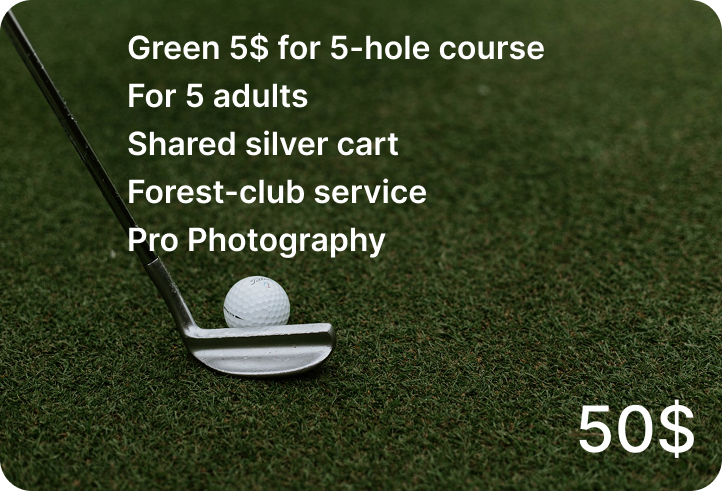 Green 5$ for 5-hole course
For 5 adults
Shared silver cart
Forest-club service
Pro Photography
50$